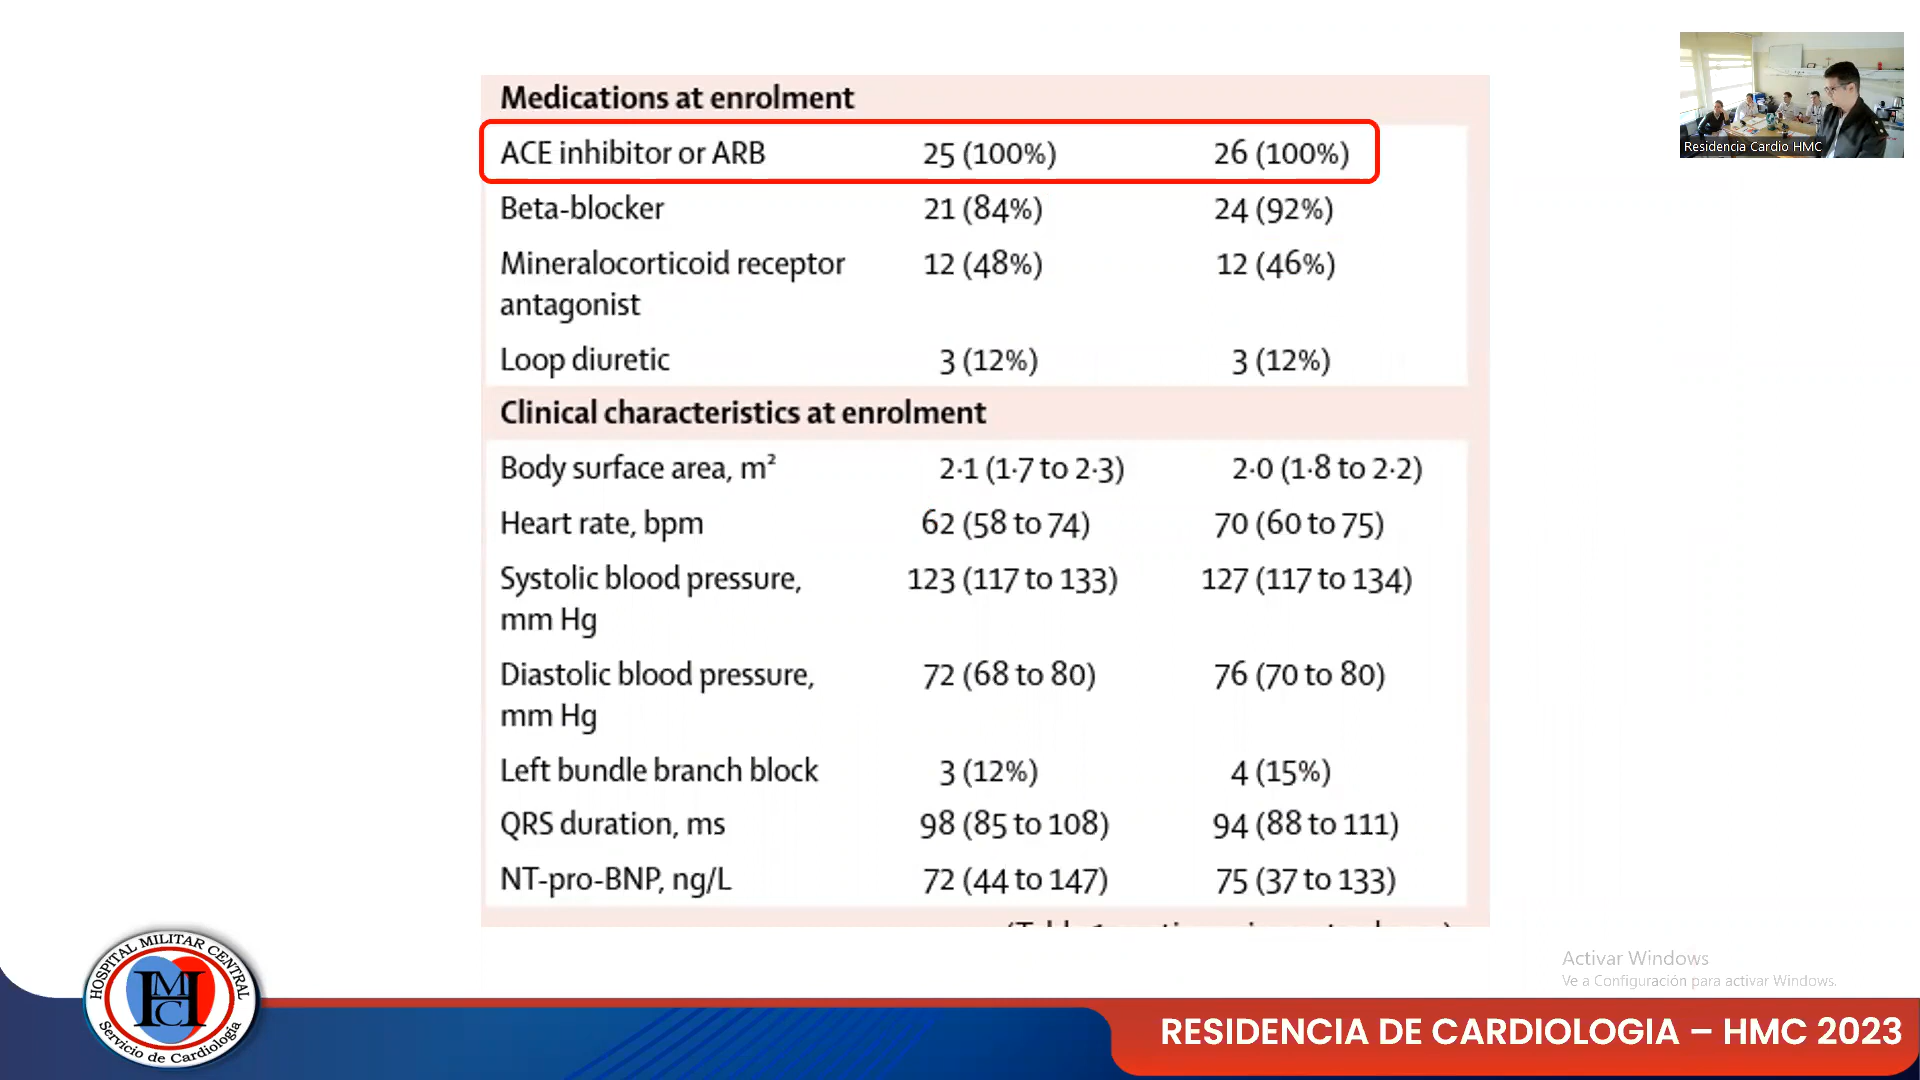 Medications at enrolment
ACE inhibitor or ARB 25 (100%) 26 (100%)
Beta-blocker 21 (84%) 24 (92%)
Mineralocorticoid receptor 12 (48%) 12 (46%)
antagonist
Loop diuretic 3 (12%) 3 (12%)
Clinical characteristics at enrolment
Body surface area, m² 2·1 (1·7 to 2·3) 2·0 (1·8 to 2·2)
Heart rate, bpm 62 (58 to 74) 70 (60 to 75)
Systolic blood pressure, 123 (117 to 133) 127 (117 to 134)
mm Hg
Diastolic blood pressure, 72 (68 to 80) 76 (70 to 80)
mm Hg
Left bundle branch block 3 (12%) 4 (15%)
QRS duration, ms 98 (85 to 108) 94 (88 to 111)
NT-pro-BNP, ng/L 72 (44 to 147) 75 (37 to 133)
Residencia Cardio HMC
Activar Windows
Ve a Configuración para activar Windows.
HOSPITAL MILITAR CENTRAL
HMC
Servicio de Cardiología
RESIDENCIA DE CARDIOLOGIA – HMC 2023